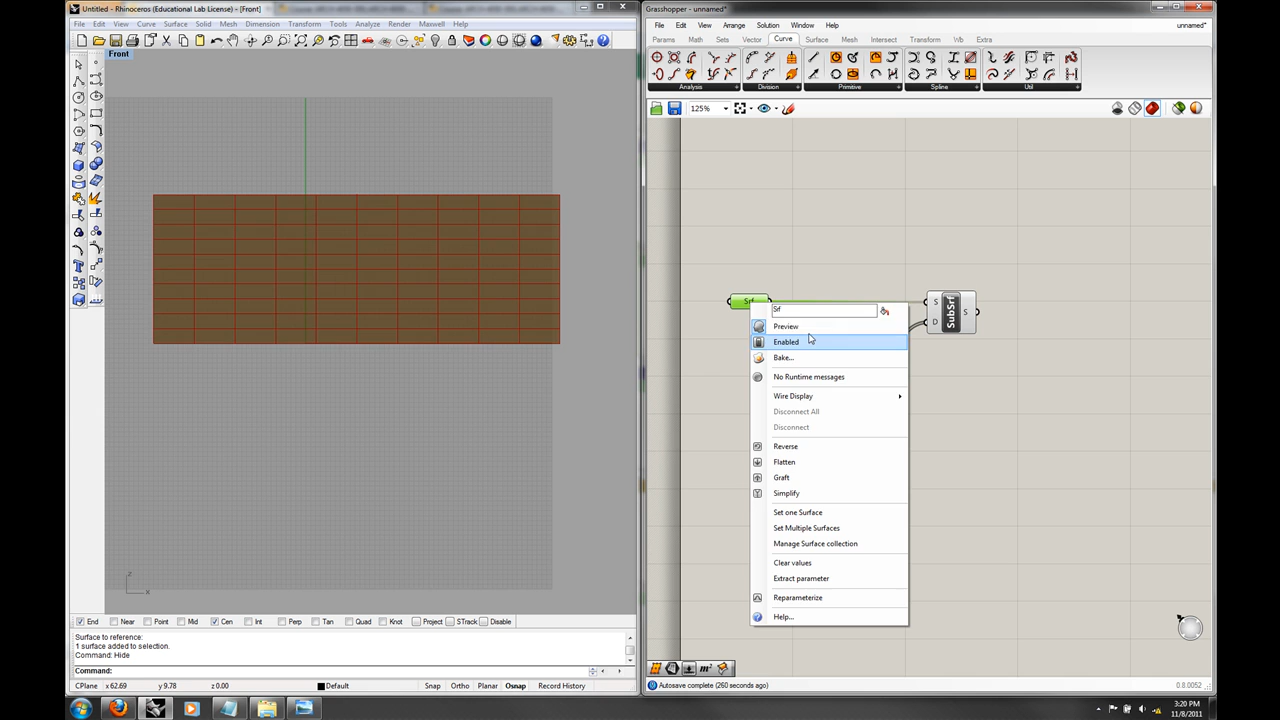 Untitled - Rhinoceros (Educational Lab License) - [Front]
File Edit View Curve Surface Solid Mesh Dimension Transform Tools Analyze Render Maxwell Help
Front
z
x
End Near Point Mid Cen Int Perp Tan Quad Knot Project STrack Disable
Surface to reference:
1 surface added to selection.
Command: Hide
Command:
CPlane x 62.69 y 9.78 z 0.00 Default Snap Ortho Planar Osnap Record History
Grasshopper - unnamed*
File Edit View Arrange Solution Window Help unnamed*
Params Math Sets Vector Curve Surface Mesh Intersect Transform Wb Extra
Analysis Division Primitive Spline Util
125%
Srf
S
D
SubSrf
S
Srf
Preview
Enabled
Bake...
No Runtime messages
Wire Display
Disconnect All
Disconnect
Reverse
Flatten
Graft
Simplify
Set one Surface
Set Multiple Surfaces
Manage Surface collection
Clear values
Extract parameter
Reparameterize
Help...
m²
Autosave complete (260 seconds ago) 0.8.0052
3:20 PM
11/8/2011